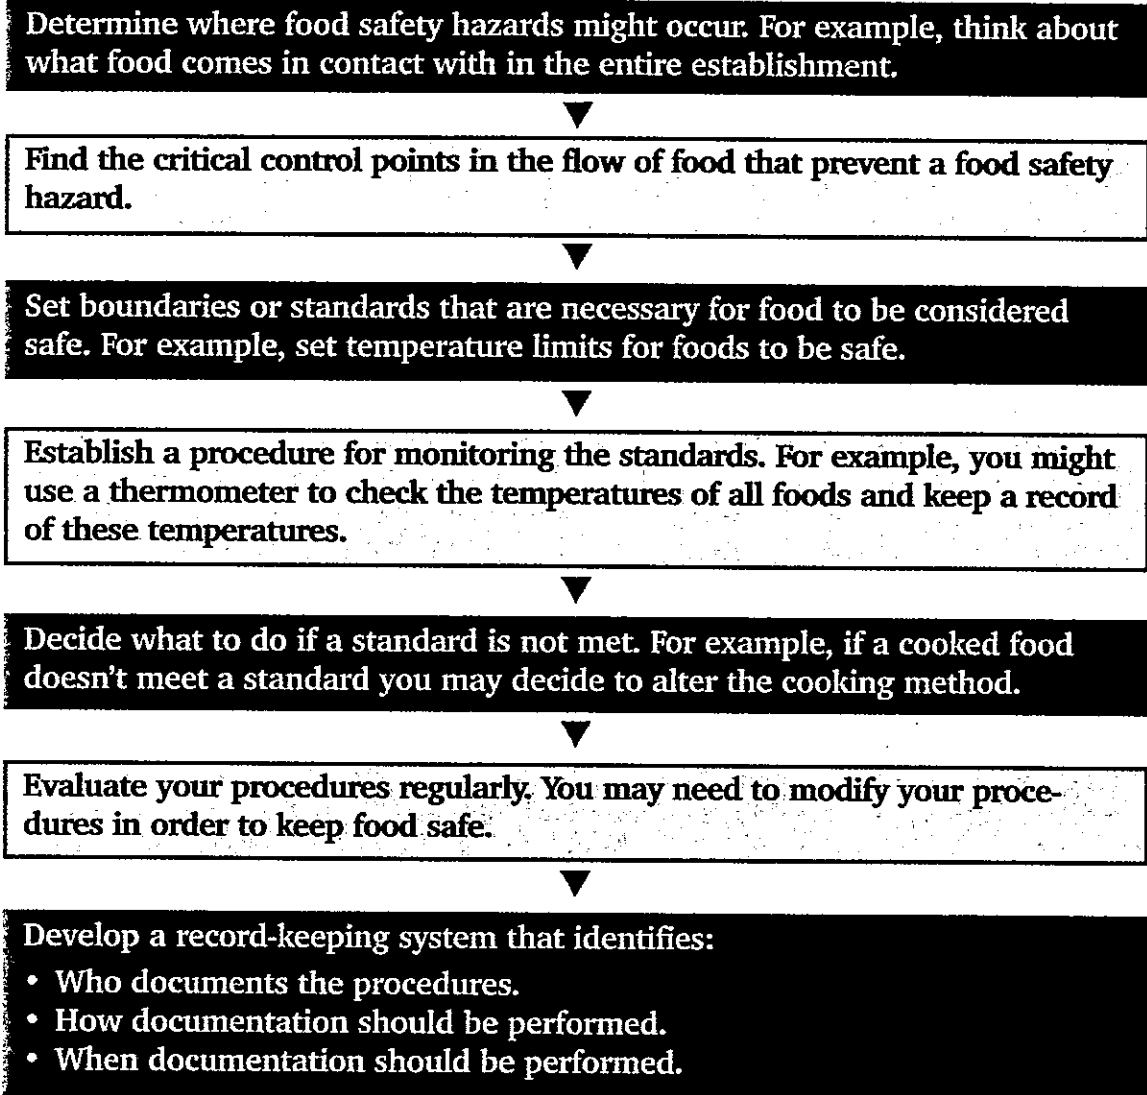 Determine where food safety hazards might occur. For example, think about
what food comes in contact with in the entire establishment.
Find the critical control points in the flow of food that prevent a food safety
hazard.
Set boundaries or standards that are necessary for food to be considered
safe. For example, set temperature limits for foods to be safe.
Establish a procedure for monitoring the standards. For example, you might
use a thermometer to check the temperatures of all foods and keep a record
of these temperatures.
Decide what to do if a standard is not met. For example, if a cooked food
doesn't meet a standard you may decide to alter the cooking method.
Evaluate your procedures regularly. You may need to modify your proce-
dures in order to keep food safe.
Develop a record-keeping system that identifies:
• Who documents the procedures.
• How documentation should be performed.
• When documentation should be performed.